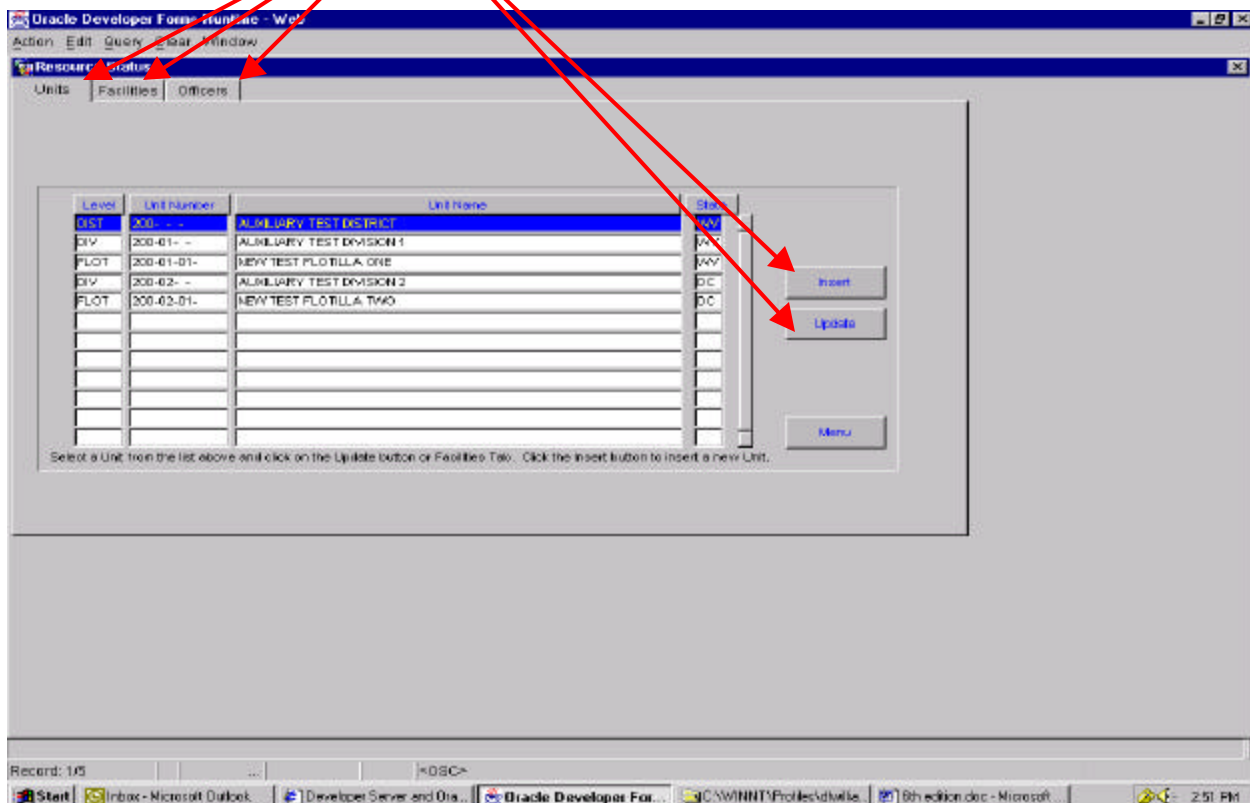 Oracle Developer Forms Runtime - Web
Action Edit Query Clear Window
Resource Status
Units Facilities Officers
Level Unit Number Unit Name State
DIST 200- - - AUXILIARY TEST DISTRICT WV
DIV 200-01- - AUXILIARY TEST DIVISION 1 WV
FLOT 200-01-01- NEW TEST FLOTILLA ONE WV
DIV 200-02- - AUXILIARY TEST DIVISION 2 DC
FLOT 200-02-01- NEW TEST FLOTILLA TWO DC
Insert
Update
Menu
Select a Unit from the list above and click on the Update button or Facilities Tab. Click the Insert button to insert a new Unit.
Record: 1/5 ... <OSC>
Start Inbox - Microsoft Outlook Developer Server and Ora... Oracle Developer For... C:\WINNT\Profiles\dwilke... 6th edition.doc - Microsoft ... 2:51 PM